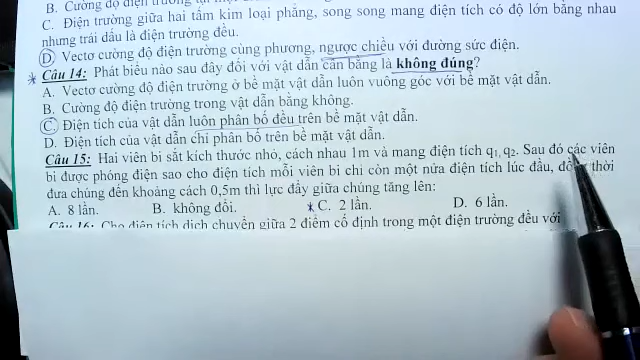 B. Cường độ điện trường tại
C. Điện trường giữa hai tấm kim loại phẳng, song song mang điện tích có độ lớn bằng nhau
nhưng trái dấu là điện trường đều.
D. Vectơ cường độ điện trường cùng phương, ngược chiều với đường sức điện.
* Câu 14: Phát biểu nào sau đây đối với vật dẫn cân bằng là không đúng?
A. Vectơ cường độ điện trường ở bề mặt vật dẫn luôn vuông góc với bề mặt vật dẫn.
B. Cường độ điện trường trong vật dẫn bằng không.
C. Điện tích của vật dẫn luôn phân bố đều trên bề mặt vật dẫn.
D. Điện tích của vật dẫn chỉ phân bố trên bề mặt vật dẫn.
Câu 15: Hai viên bi sắt kích thước nhỏ, cách nhau 1m và mang điện tích q1, q2. Sau đó các viên
bi được phóng điện sao cho điện tích mỗi viên bi chỉ còn một nửa điện tích lúc đầu, thời
đưa chúng đến khoảng cách 0,5m thì lực đẩy giữa chúng tăng lên:
A. 8 lần. B. không đổi. * C. 2 lần. D. 6 lần.
Câu 16: Cho điện tích dịch chuyển giữa 2 điểm cố định trong một điện trường đều với